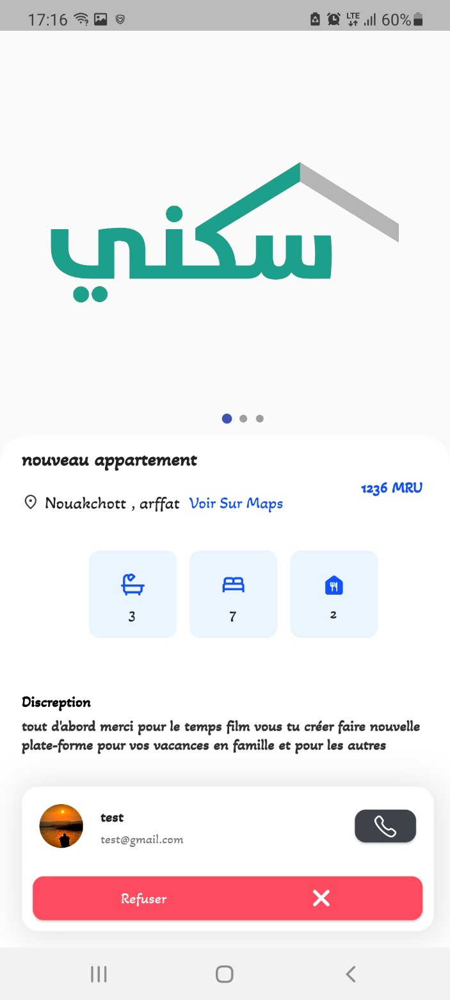 17:16
LTE
60%
سكني
nouveau appartement
1236 MRU
Nouakchott , arffat Voir Sur Maps
3
7
2
Discreption
tout d'abord merci pour le temps film vous tu créer faire nouvelle
plate-forme pour vos vacances en famille et pour les autres
test
test@gmail.com
Refuser